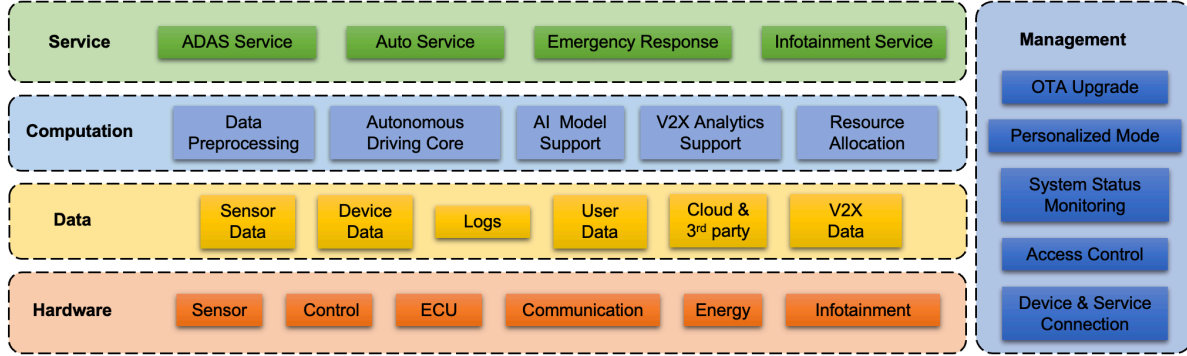 Service
ADAS Service
Auto Service
Emergency Response
Infotainment Service
Computation
Data
Preprocessing
Autonomous
Driving Core
AI Model
Support
V2X Analytics
Support
Resource
Allocation
Data
Sensor
Data
Device
Data
Logs
User
Data
Cloud &
3rd party
V2X
Data
Hardware
Sensor
Control
ECU
Communication
Energy
Infotainment
Management
OTA Upgrade
Personalized Mode
System Status
Monitoring
Access Control
Device & Service
Connection